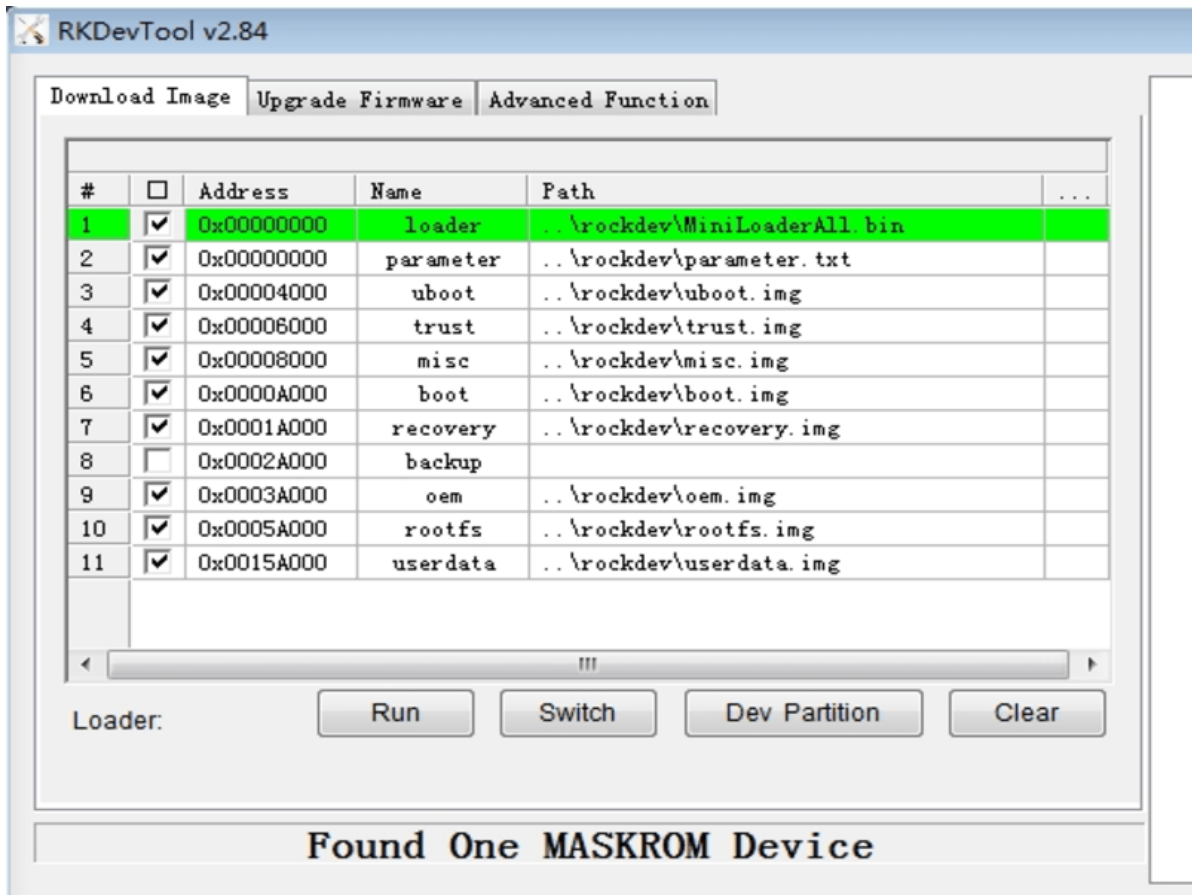 RKDevTool v2.84
Download Image Upgrade Firmware Advanced Function
# Address Name Path ...
1 0x00000000 loader ..\rockdev\MiniLoaderAll.bin
2 0x00000000 parameter ..\rockdev\parameter.txt
3 0x00004000 uboot ..\rockdev\uboot.img
4 0x00006000 trust ..\rockdev\trust.img
5 0x00008000 misc ..\rockdev\misc.img
6 0x0000A000 boot ..\rockdev\boot.img
7 0x0001A000 recovery ..\rockdev\recovery.img
8 0x0002A000 backup
9 0x0003A000 oem ..\rockdev\oem.img
10 0x0005A000 rootfs ..\rockdev\rootfs.img
11 0x0015A000 userdata ..\rockdev\userdata.img
Loader: Run Switch Dev Partition Clear
Found One MASKROM Device